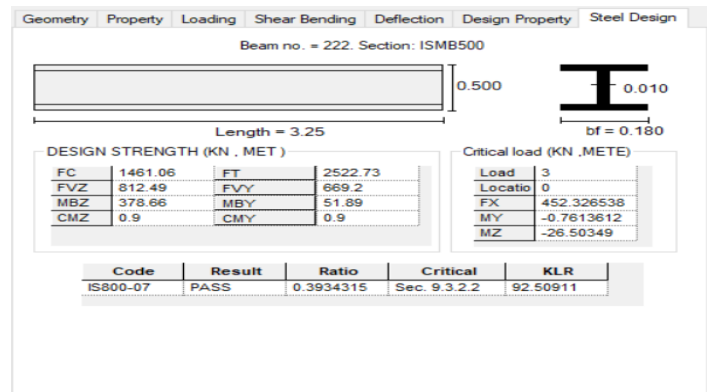 Geometry Property Loading Shear Bending Deflection Design Property Steel Design
Beam no. = 222. Section: ISMB500
0.500
0.010
Length = 3.25
bf = 0.180
DESIGN STRENGTH (KN , MET )
FC 1461.06 FT 2522.73
FVZ 812.49 FVY 669.2
MBZ 378.66 MBY 51.89
CMZ 0.9 CMY 0.9
Critical load (KN ,METE)
Load 3
Locatio 0
FX 452.326538
MY -0.7613612
MZ -26.50349
Code Result Ratio Critical KLR
IS800-07 PASS 0.3934315 Sec. 9.3.2.2 92.50911